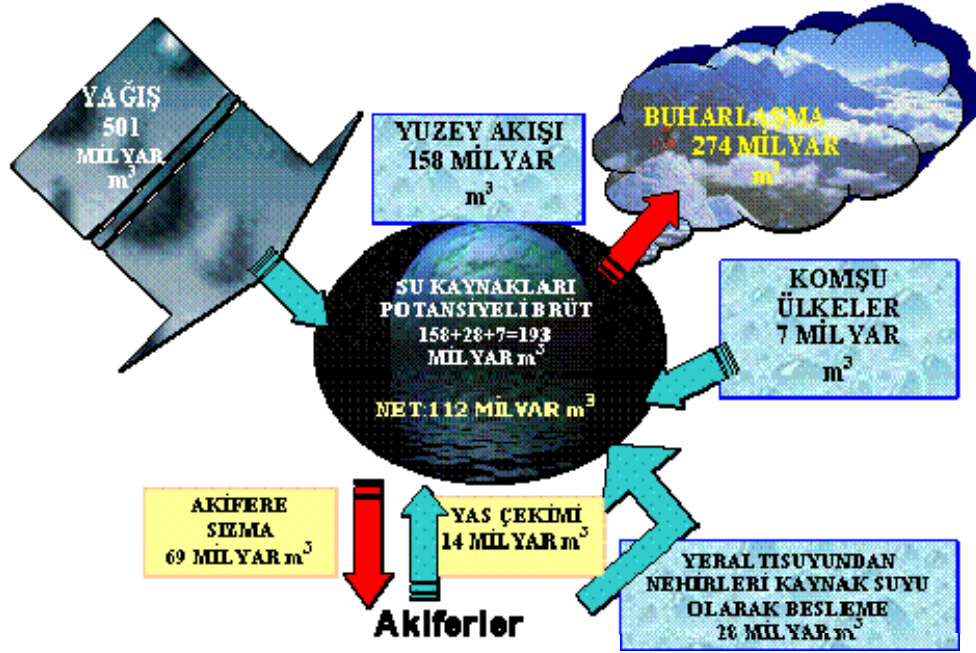 YAĞIŞ
501
MİLYAR
m³
YUZEY AKIŞI
158 MİLYAR
m³
BUHARLAŞMA
274 MİLYAR
m³
SU KAYNAKLARI
POTANSİYELİ BRÜT
158+28+7=193
MİLYAR m³
NET:112 MİLYAR m³
KOMŞU
ÜLKELER
7 MİLYAR
m³
AKİFERE
SIZMA
69 MİLYAR m³
YAS ÇEKİMİ
14 MİLYAR m³
YERALTISUYUNDAN
NEHİRLERİ KAYNAK SUYU
OLARAK BESLEME
28 MİLYAR m³
Akiferler